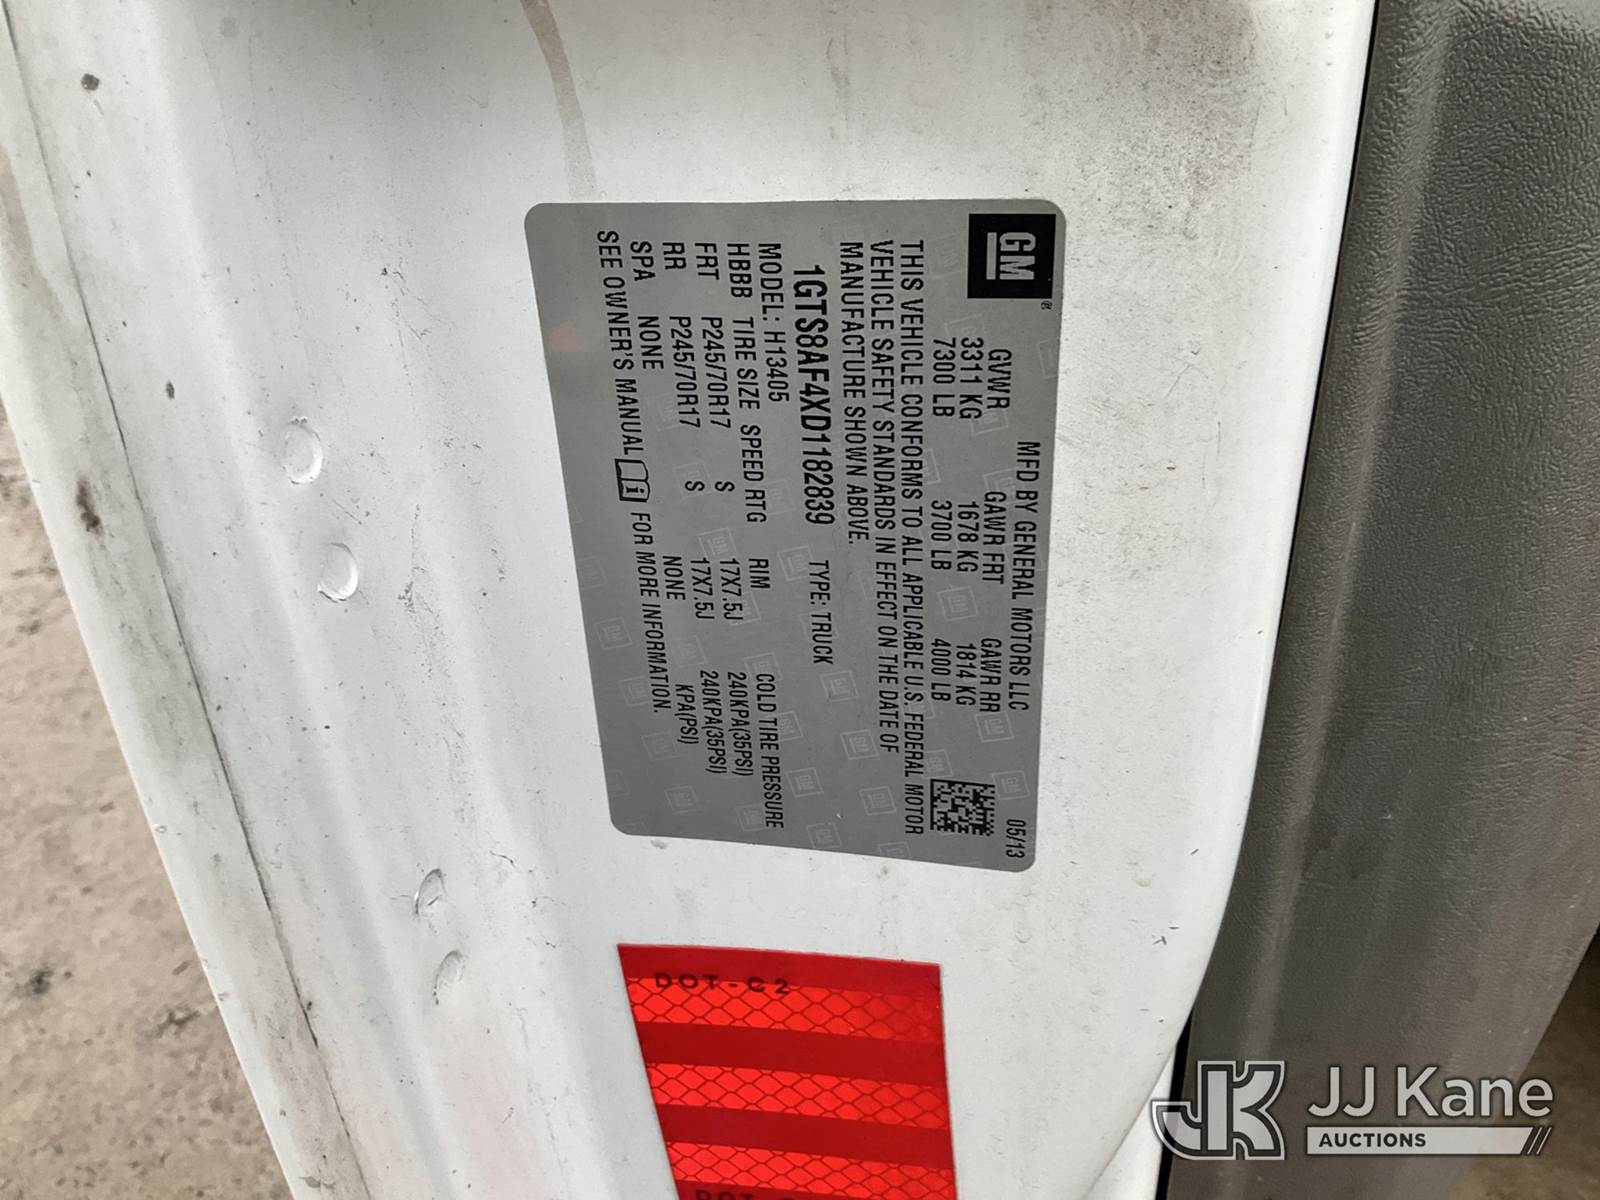 GM
MFD BY GENERAL MOTORS LLC 05/13
GVWR GAWR FRT GAWR RR
3311 KG 1678 KG 1814 KG
7300 LB 3700 LB 4000 LB
THIS VEHICLE CONFORMS TO ALL APPLICABLE U.S. FEDERAL MOTOR
VEHICLE SAFETY STANDARDS IN EFFECT ON THE DATE OF
MANUFACTURE SHOWN ABOVE.
1GTS8AF4XD1182839 TYPE: TRUCK
MODEL: H13405
HBBB TIRE SIZE SPEED RTG RIM COLD TIRE PRESSURE
FRT P245/70R17 S 17X7.5J 240KPA(35PSI)
RR P245/70R17 S 17X7.5J 240KPA(35PSI)
SPA NONE NONE KPA(PSI)
SEE OWNER'S MANUAL i FOR MORE INFORMATION.
DOT-C2
JK JJ Kane
AUCTIONS